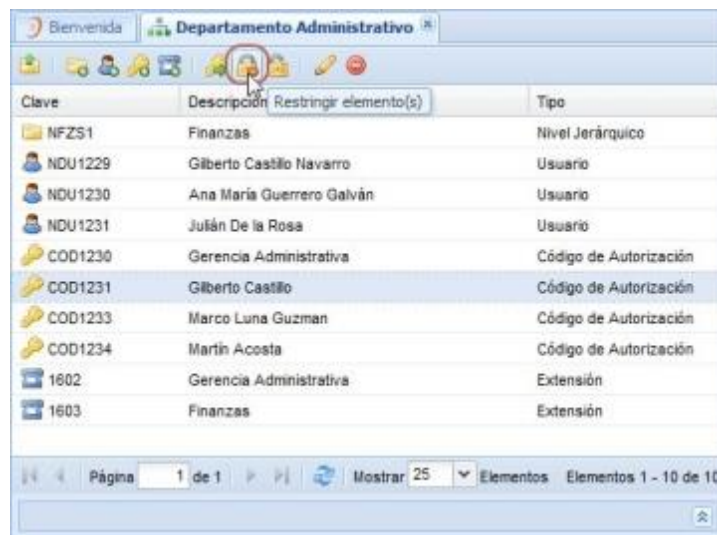 Bienvenida Departamento Administrativo
Restringir elemento(s)
Clave Descripción Tipo
NFZS1 Finanzas Nivel Jerárquico
NDU1229 Gilberto Castillo Navarro Usuario
NDU1230 Ana María Guerrero Galván Usuario
NDU1231 Julián De la Rosa Usuario
COD1230 Gerencia Administrativa Código de Autorización
COD1231 Gilberto Castillo Código de Autorización
COD1233 Marco Luna Guzman Código de Autorización
COD1234 Martín Acosta Código de Autorización
1602 Gerencia Administrativa Extensión
1603 Finanzas Extensión
Página 1 de 1 Mostrar 25 Elementos Elementos 1 - 10 de 10